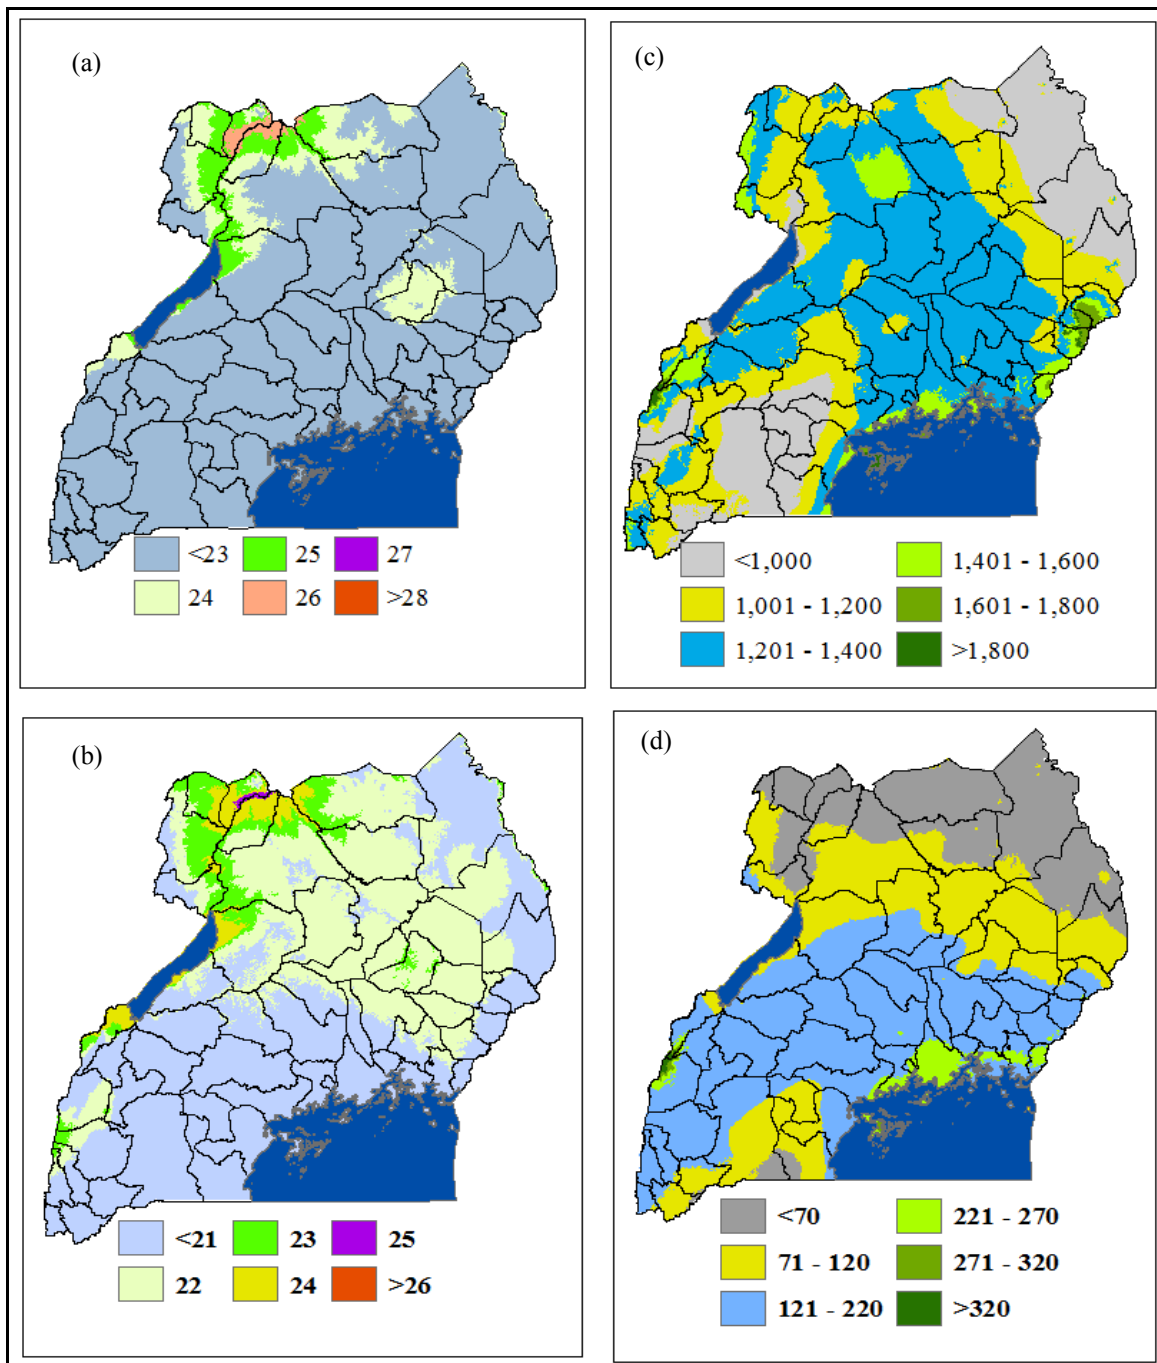 (a)
<23 25 27
24 26 >28
(c)
<1,000 1,401 - 1,600
1,001 - 1,200 1,601 - 1,800
1,201 - 1,400 >1,800
(b)
<21 23 25
22 24 >26
(d)
<70 221 - 270
71 - 120 271 - 320
121 - 220 >320